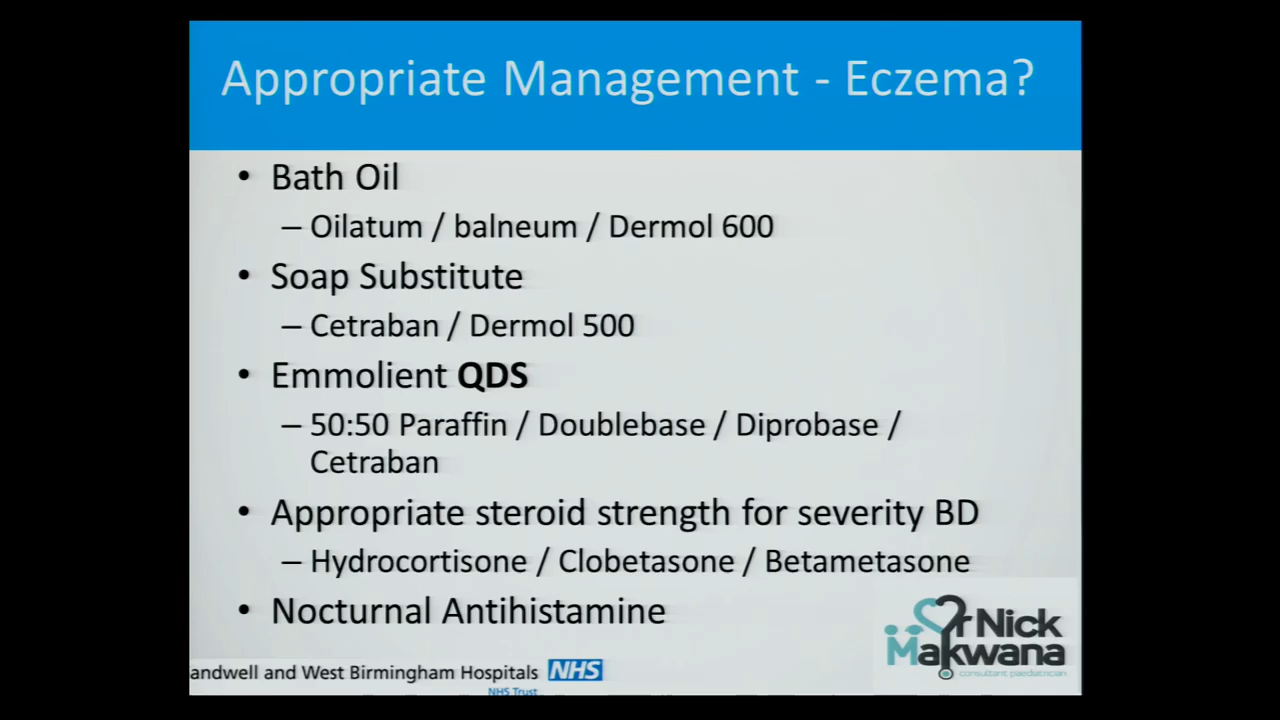 Appropriate Management - Eczema?
• Bath Oil
– Oilatum / balneum / Dermol 600
• Soap Substitute
– Cetraban / Dermol 500
• Emmolient QDS
– 50:50 Paraffin / Doublebase / Diprobase /
Cetraban
• Appropriate steroid strength for severity BD
– Hydrocortisone / Clobetasone / Betametasone
• Nocturnal Antihistamine
andwell and West Birmingham Hospitals NHS
NHS Trust
Dr Nick
Makwana
consultant paediatrician